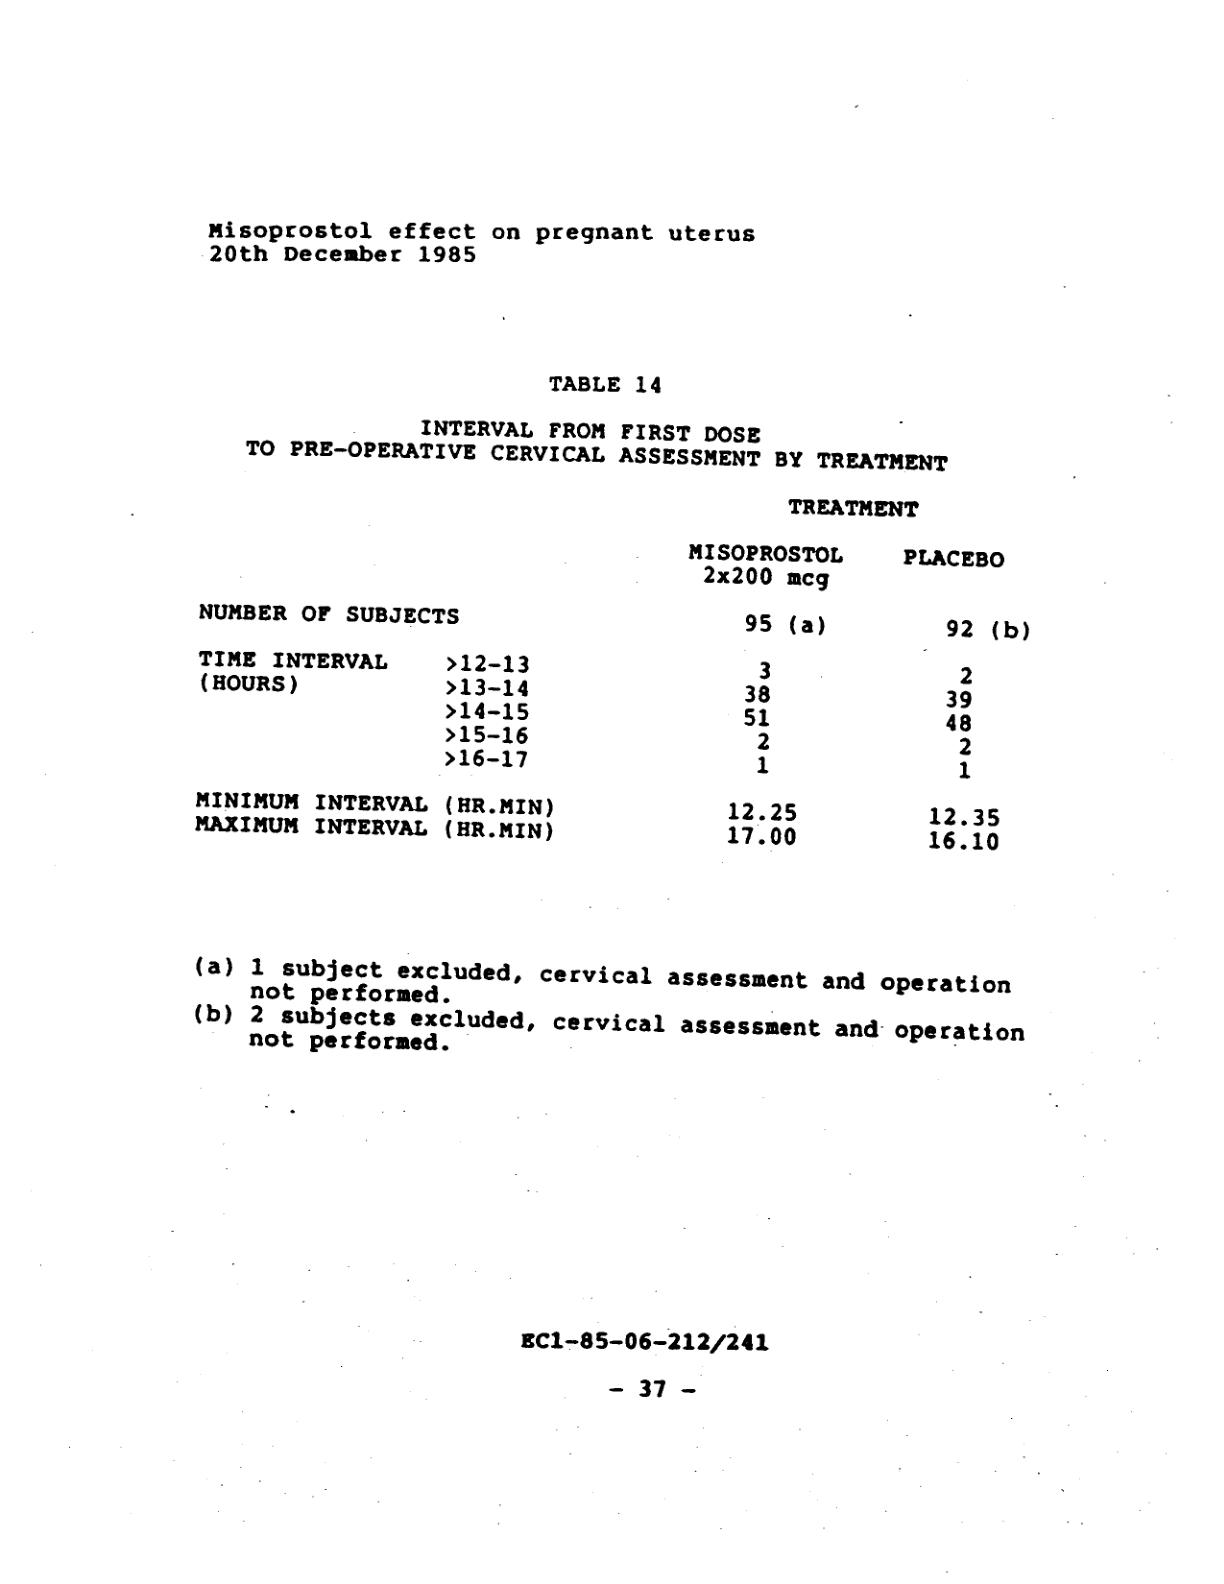 Misoprostol effect on pregnant uterus
20th December 1985
TABLE 14
INTERVAL FROM FIRST DOSE
TO PRE-OPERATIVE CERVICAL ASSESSMENT BY TREATMENT
TREATMENT
MISOPROSTOL PLACEBO
2x200 mcg
NUMBER OF SUBJECTS 95 (a) 92 (b)
TIME INTERVAL >12-13 3 2
(HOURS) >13-14 38 39
>14-15 51 48
>15-16 2 2
>16-17 1 1
MINIMUM INTERVAL (HR.MIN) 12.25 12.35
MAXIMUM INTERVAL (HR.MIN) 17.00 16.10
(a) 1 subject excluded, cervical assessment and operation
not performed.
(b) 2 subjects excluded, cervical assessment and operation
not performed.
EC1-85-06-212/241
- 37 -